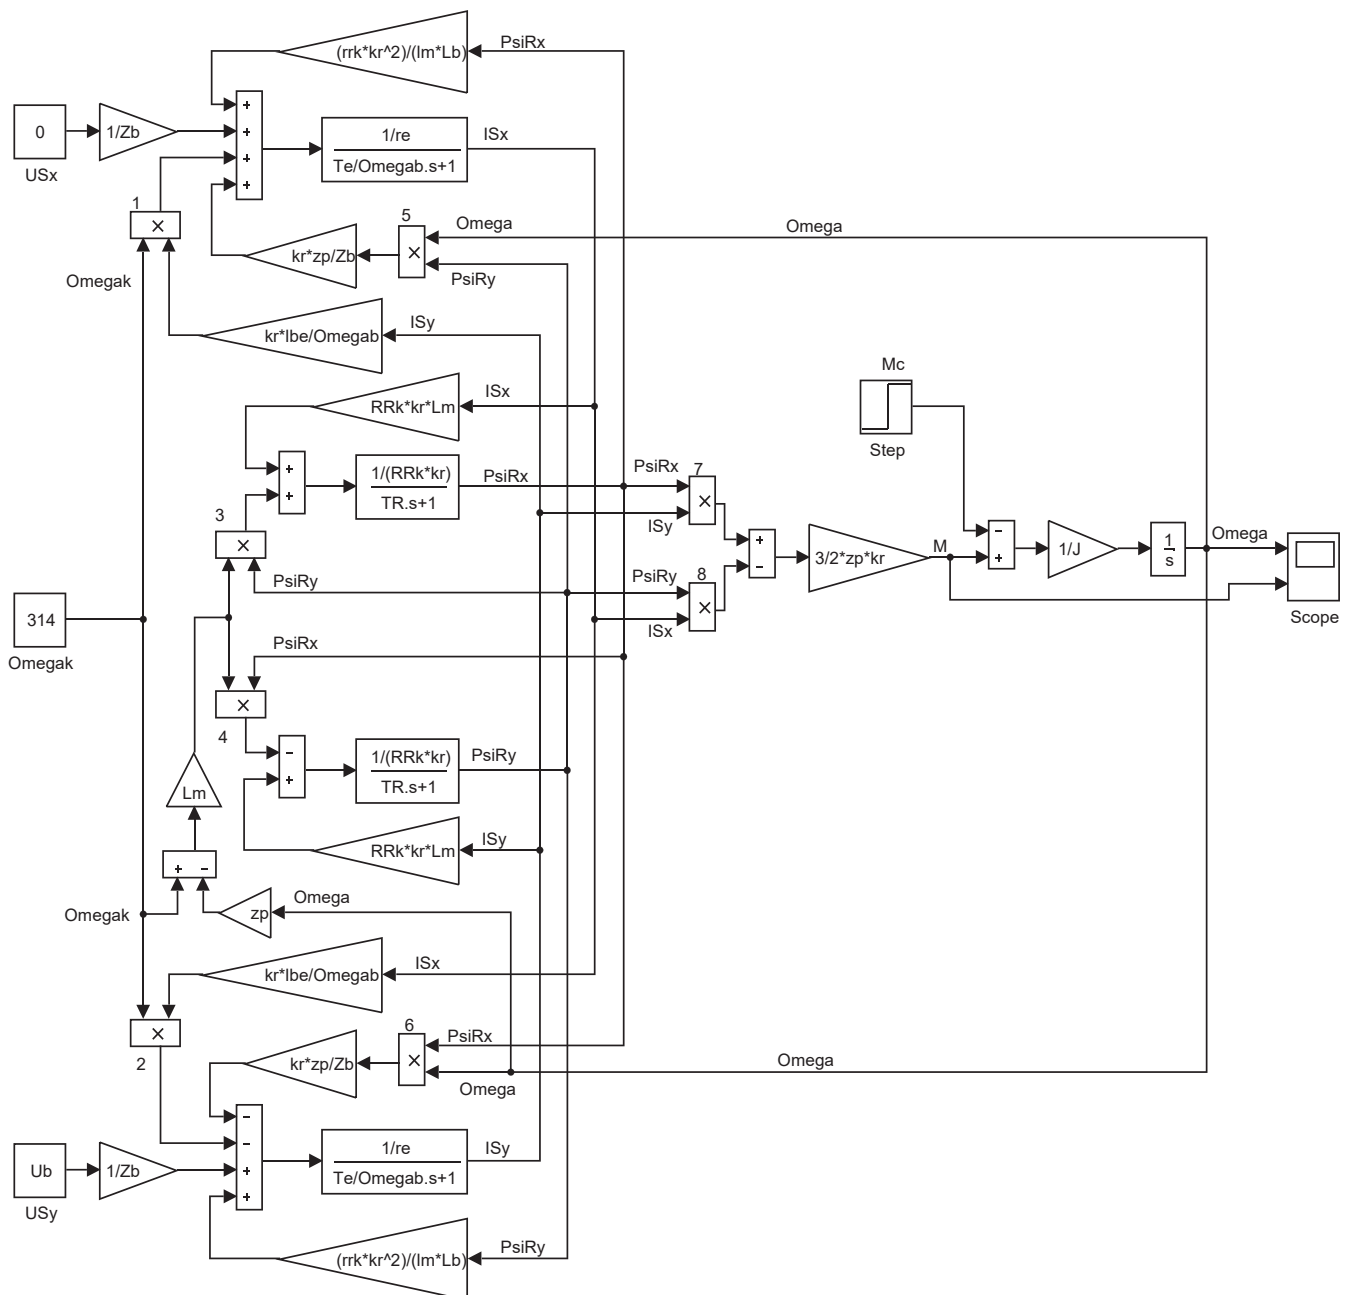 (rrk*kr^2)/(lm*Lb)
PsiRx
0
USx
1/Zb
+
+
+
+
1/re
Te/Omegab.s+1
ISx
1
×
Omegak
kr*zp/Zb
5
×
Omega
PsiRy
Omega
kr*lbe/Omegab
ISy
Mc
Step
RRk*kr*Lm
ISx
+
+
1/(RRk*kr)
TR.s+1
PsiRx
PsiRx
7
×
ISy
3
×
PsiRy
+
-
3/2*zp*kr
M
-
+
1/J
1
s
Omega
Scope
PsiRy
8
×
ISx
314
Omegak
PsiRx
×
4
-
+
1/(RRk*kr)
TR.s+1
PsiRy
Lm
RRk*kr*Lm
ISy
+ -
Omegak
zp
Omega
kr*lbe/Omegab
ISx
×
2
kr*zp/Zb
6
×
PsiRx
Omega
Omega
-
-
+
+
Ub
USy
1/Zb
1/re
Te/Omegab.s+1
ISy
(rrk*kr^2)/(lm*Lb)
PsiRy